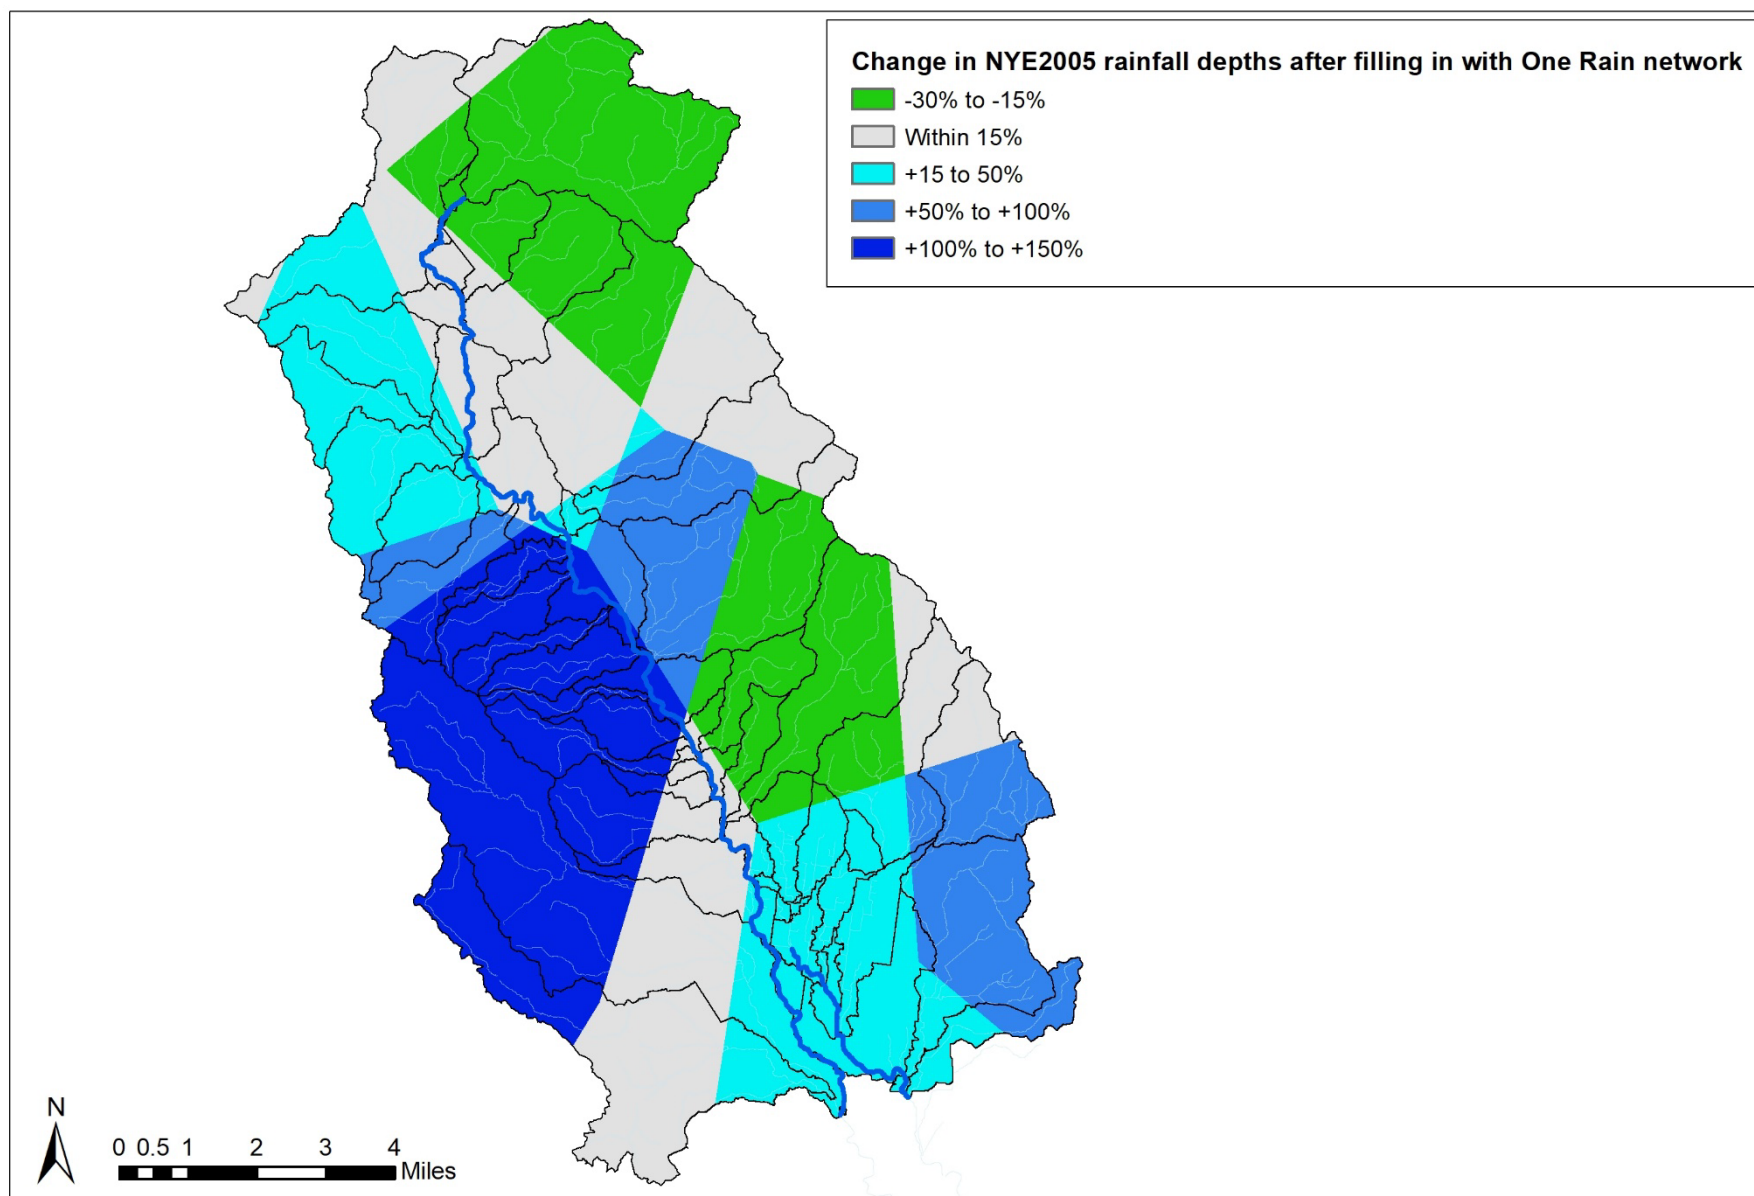 Change in NYE2005 rainfall depths after filling in with One Rain network
-30% to -15%
Within 15%
+15 to 50%
+50% to +100%
+100% to +150%
N
0 0.5 1 2 3 4
Miles